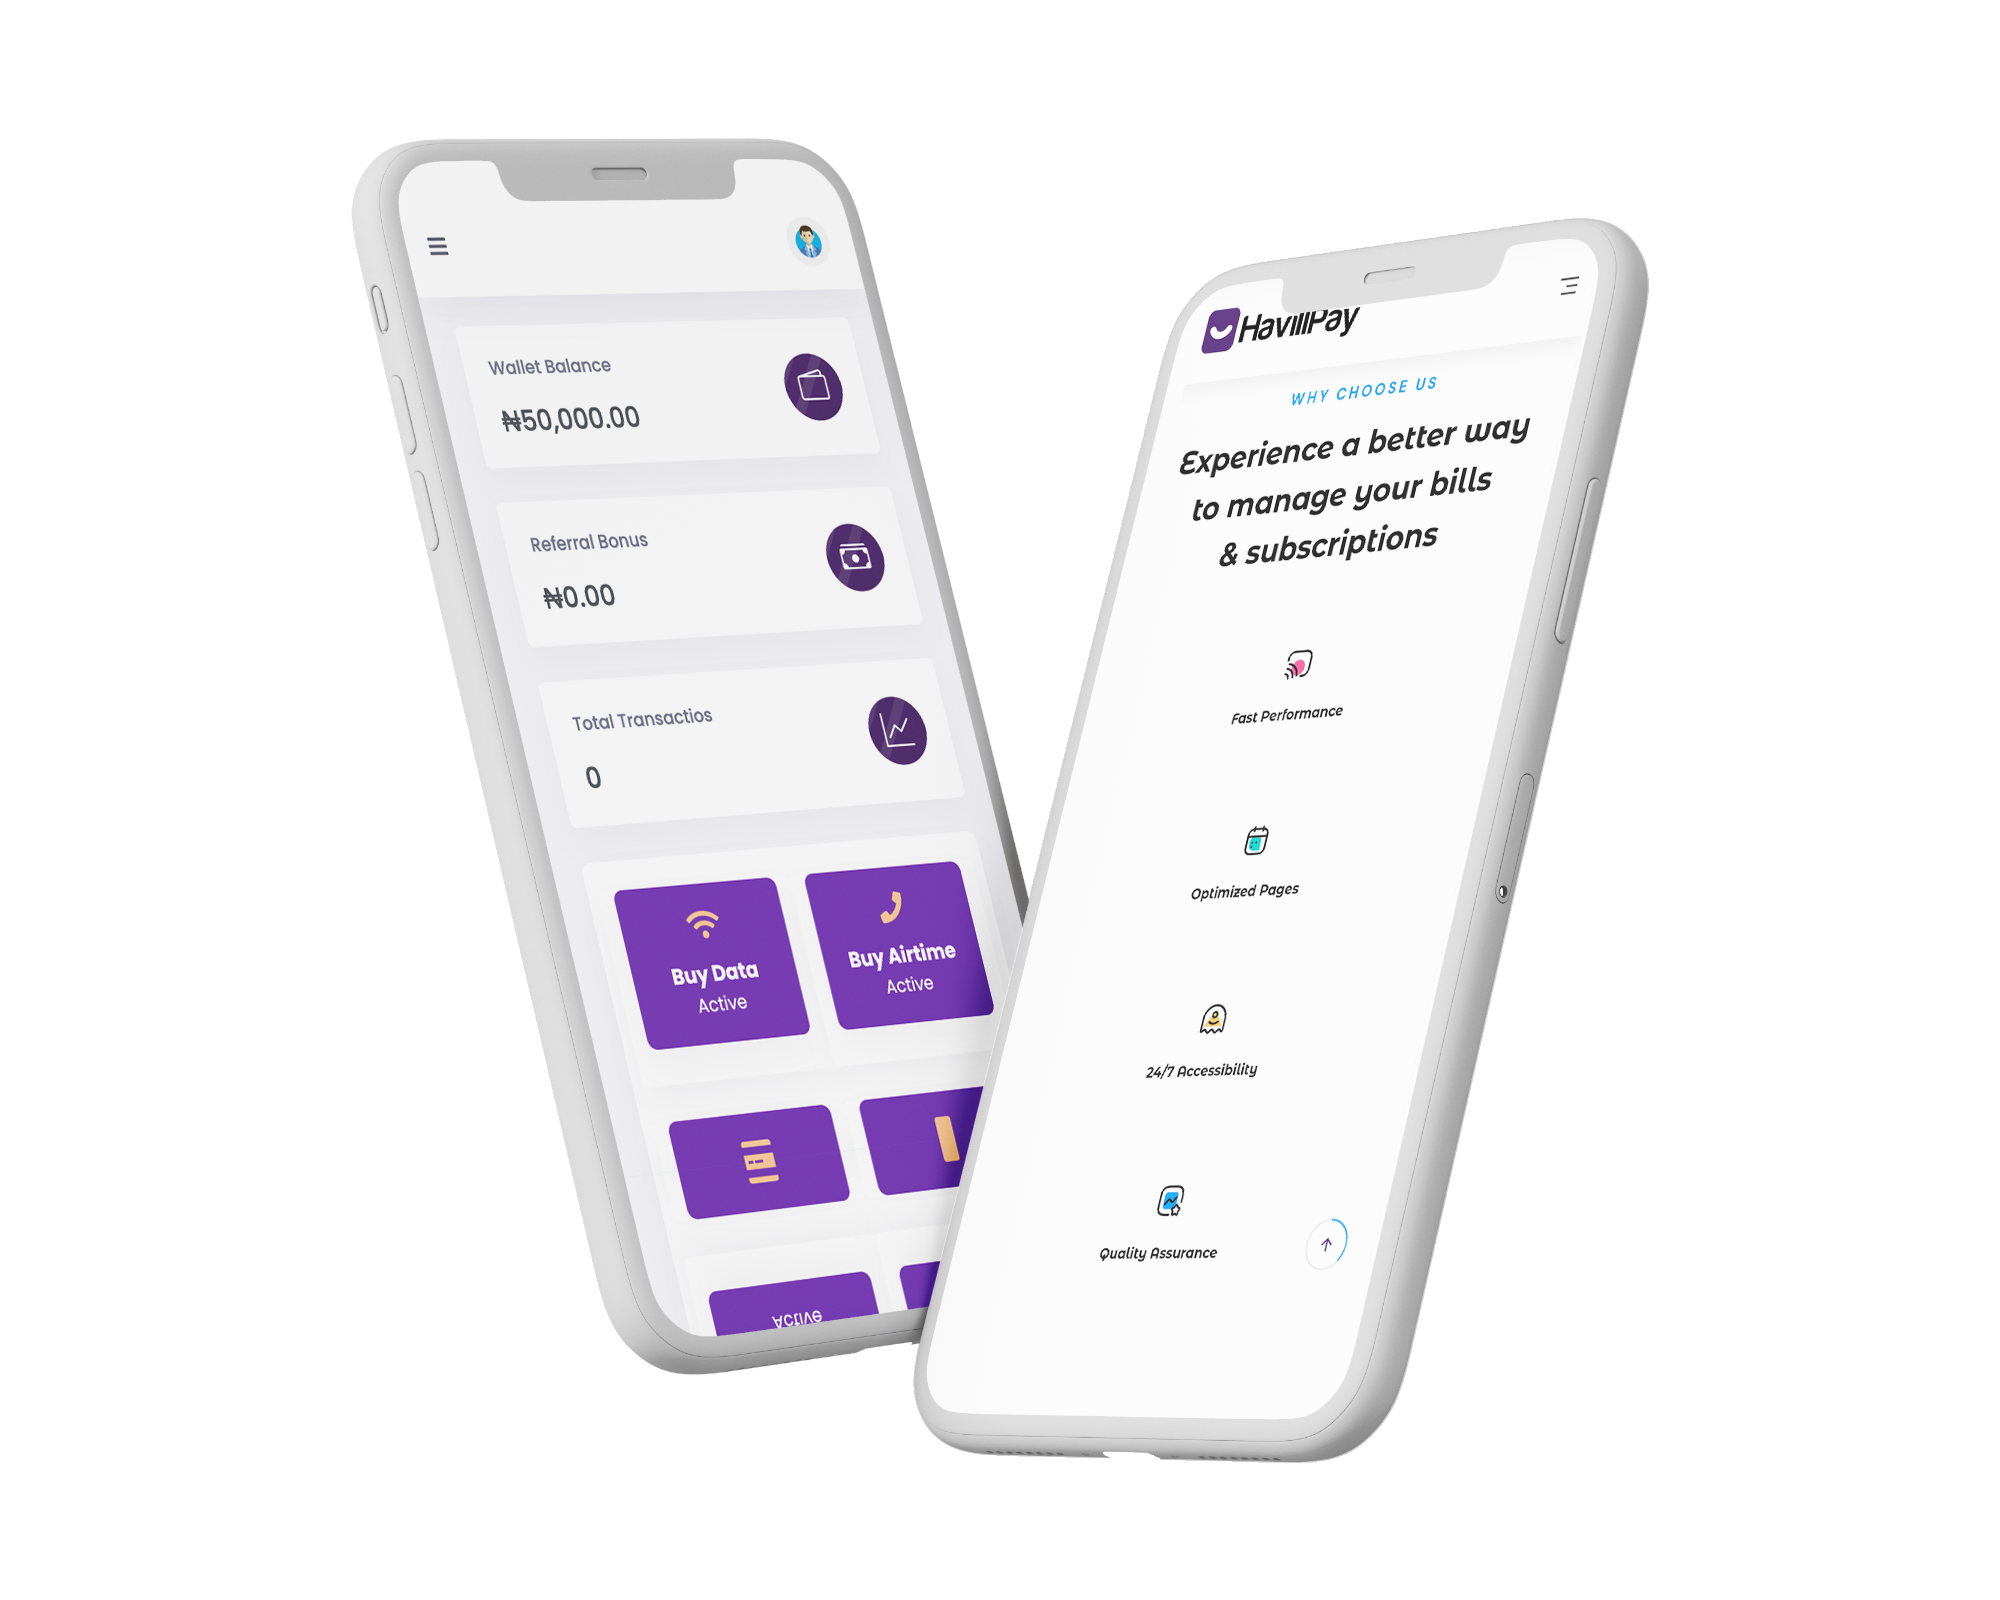 Wallet Balance
₦50,000.00
Referral Bonus
₦0.00
Total Transactios
0
Buy Data
Active
Buy Airtime
Active
Active
HavillPay
WHY CHOOSE US
Experience a better way
to manage your bills
& subscriptions
Fast Performance
Optimized Pages
24/7 Accessibility
Quality Assurance